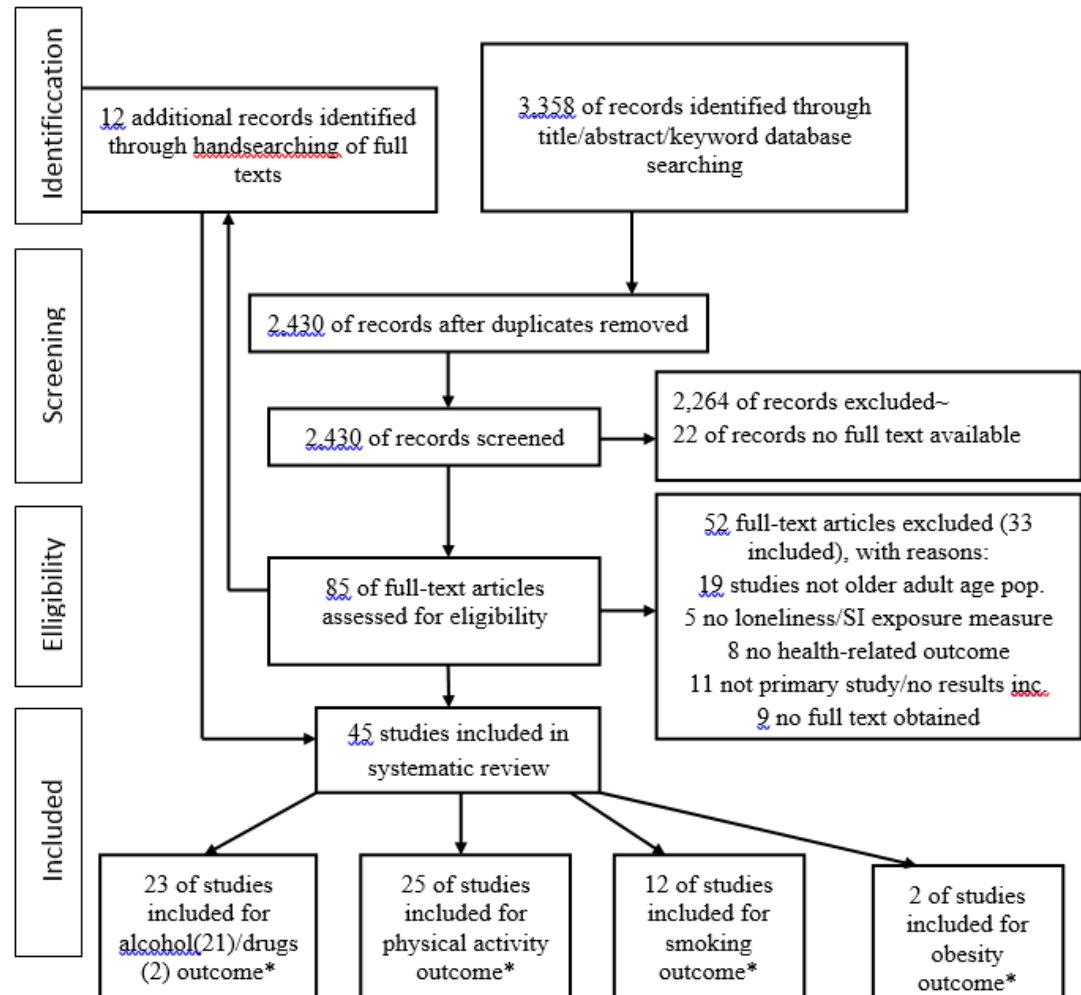 Identificcation
12 additional records identified
through handsearching of full
texts
3,358 of records identified through
title/abstract/keyword database
searching
Screening
2,430 of records after duplicates removed
2,430 of records screened
2,264 of records excluded~
22 of records no full text available
Elligibility
85 of full-text articles
assessed for eligibility
52 full-text articles excluded (33
included), with reasons:
19 studies not older adult age pop.
5 no loneliness/SI exposure measure
8 no health-related outcome
11 not primary study/no results inc.
9 no full text obtained
Included
45 studies included in
systematic review
23 of studies
included for
alcohol(21)/drugs
(2) outcome*
25 of studies
included for
physical activity
outcome*
12 of studies
included for
smoking
outcome*
2 of studies
included for
obesity
outcome*